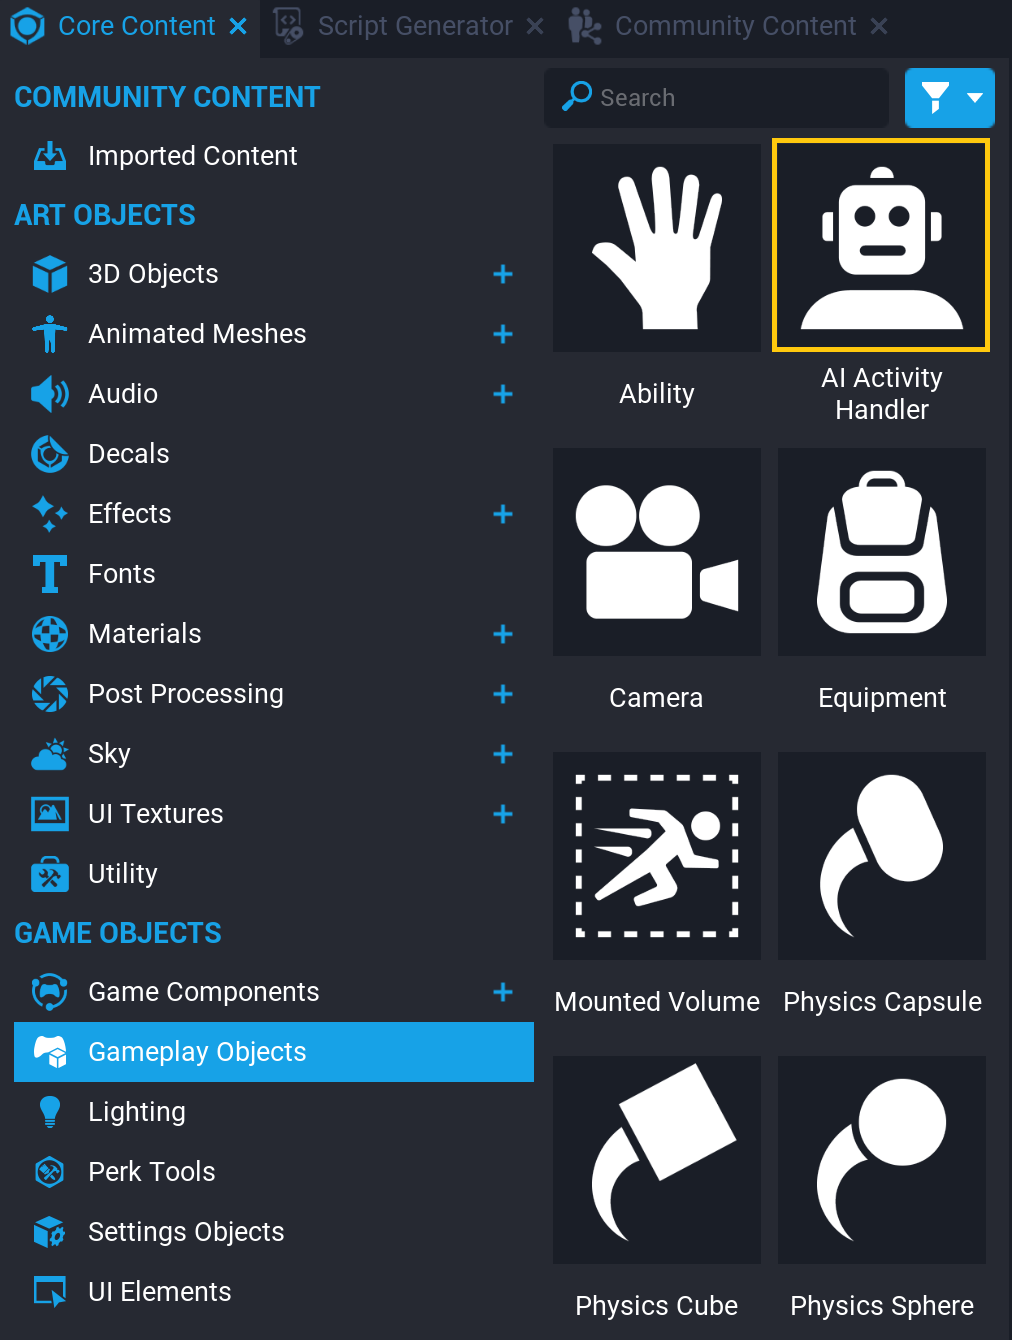 Core Content
Script Generator
Community Content
COMMUNITY CONTENT
Imported Content
ART OBJECTS
3D Objects
Animated Meshes
Audio
Decals
Effects
Fonts
Materials
Post Processing
Sky
UI Textures
Utility
GAME OBJECTS
Game Components
Gameplay Objects
Lighting
Perk Tools
Settings Objects
UI Elements
Search
Ability
AI Activity
Handler
Camera
Equipment
Mounted Volume
Physics Capsule
Physics Cube
Physics Sphere